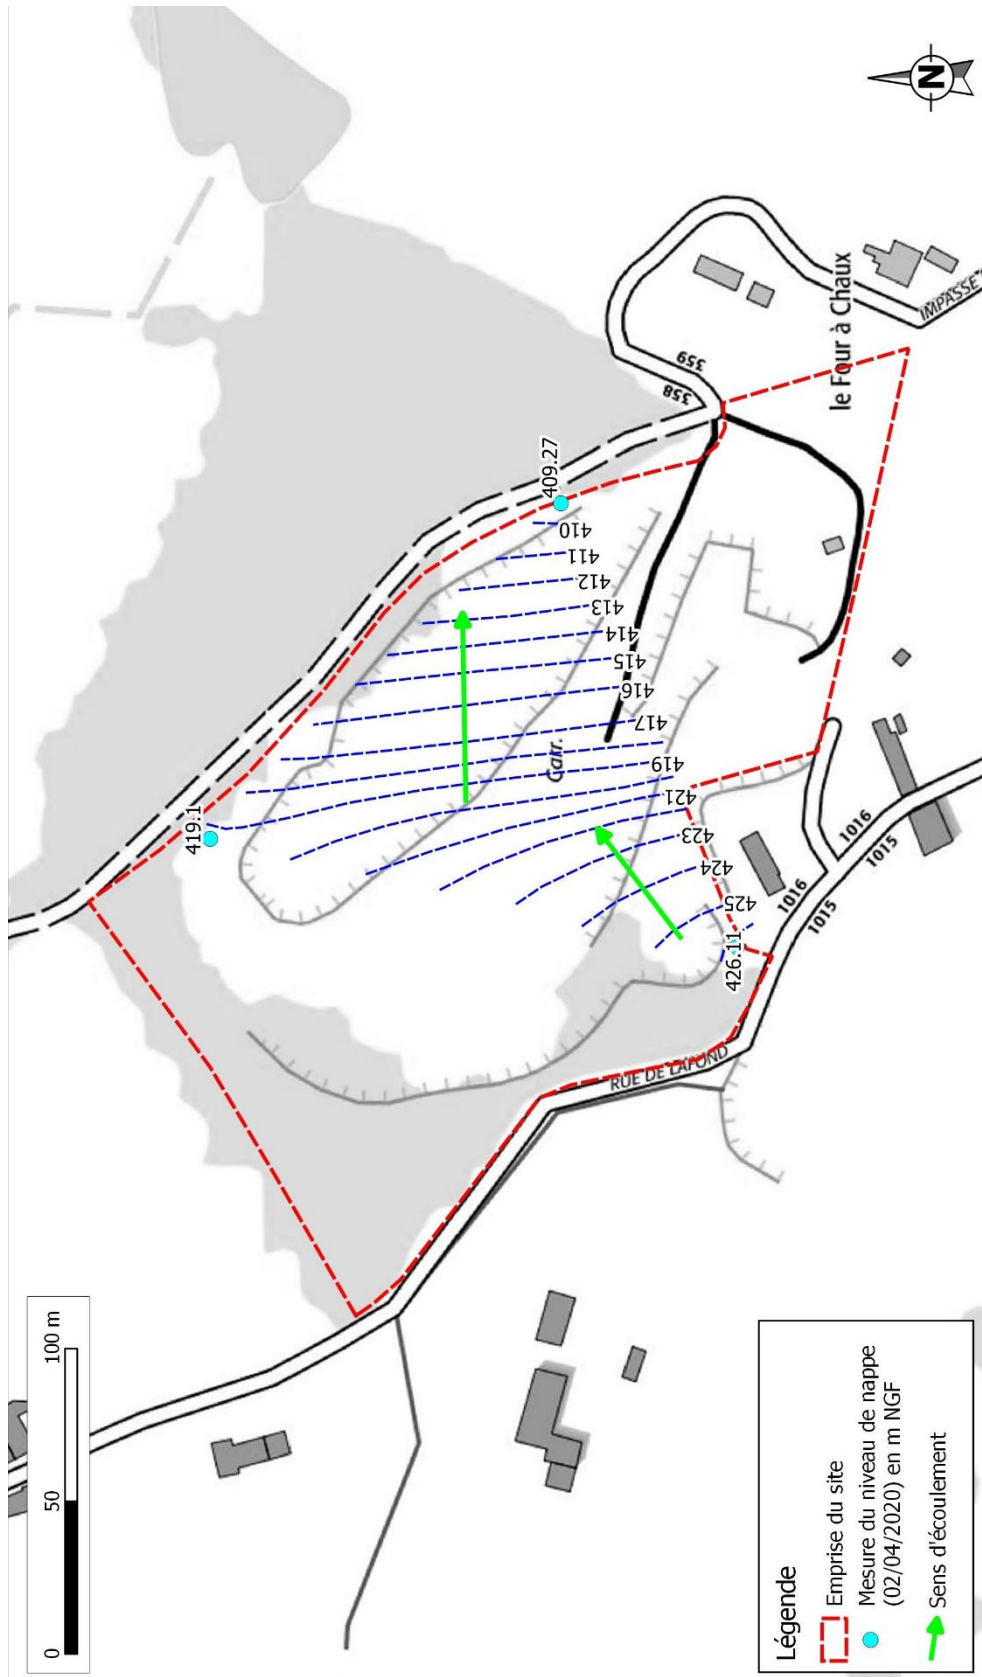 N
0 50 100 m
419.1
409.27
410
411
412
413
414
415
416
417
419
421
423
424
425
426.11
Carr.
358
359
le Four à Chaux
IMPASSE
RUE DE LAFOND
1016
1015
1016
1015
Légende
Emprise du site
Mesure du niveau de nappe
(02/04/2020) en m NGF
Sens d'écoulement